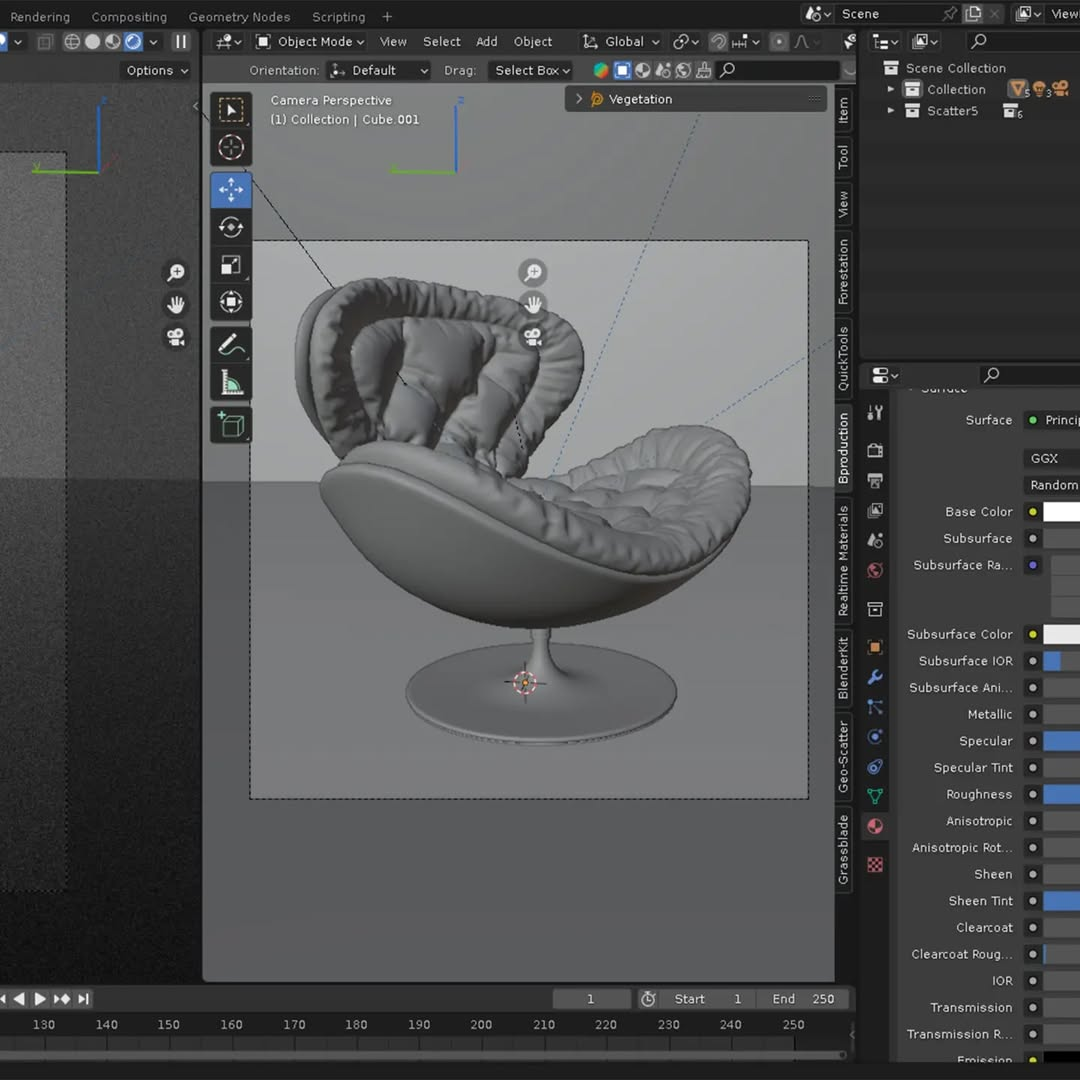 Rendering Compositing Geometry Nodes Scripting +
Scene
View
Object Mode View Select Add Object Global
Options
Orientation: Default Drag: Select Box
Camera Perspective
(1) Collection | Cube.001
Vegetation
z
y
z
Item
Tool
View
Forestation
QuickTools
Bproduction
Realtime Materials
BlenderKit
Geo-Scatter
Grassblade
Scene Collection
Collection 5 3
Scatter5 6
Surface
Surface Princi
GGX
Random
Base Color
Subsurface
Subsurface Ra...
Subsurface Color
Subsurface IOR
Subsurface Ani...
Metallic
Specular
Specular Tint
Roughness
Anisotropic
Anisotropic Rot...
Sheen
Sheen Tint
Clearcoat
Clearcoat Roug...
IOR
Transmission
Transmission R...
Emission
1 Start 1 End 250
130 140 150 160 170 180 190 200 210 220 230 240 250